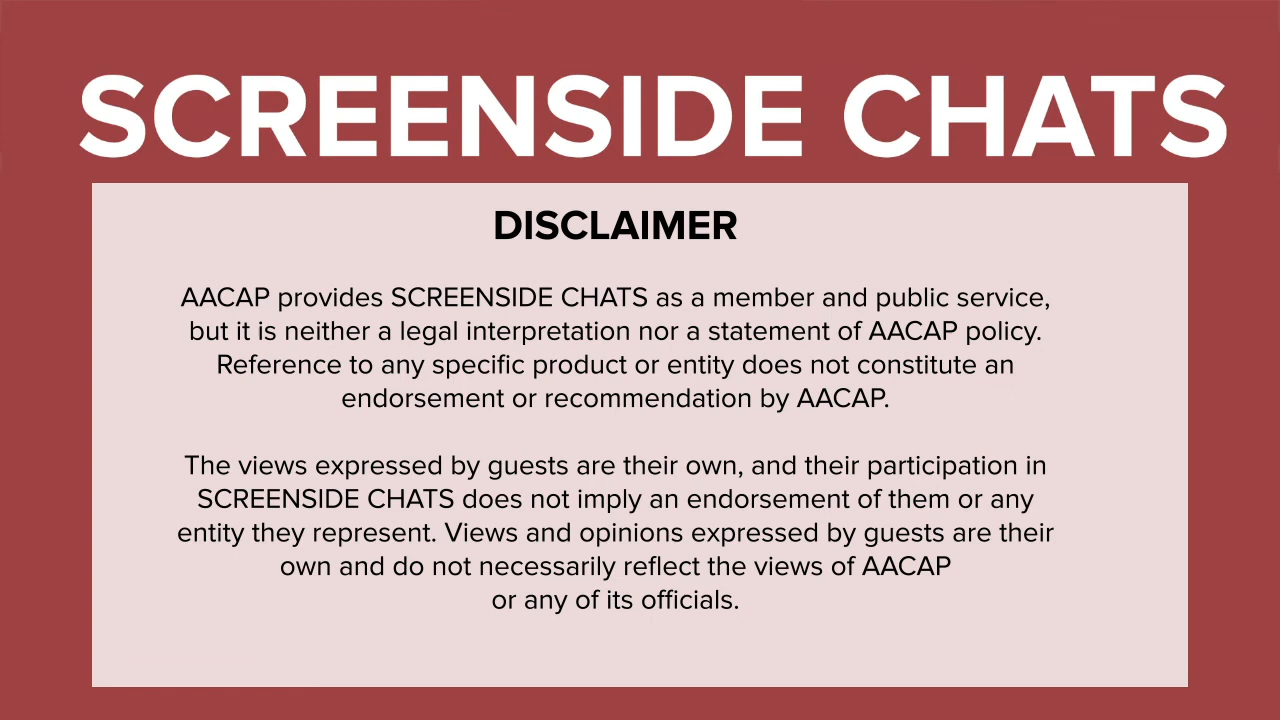 SCREENSIDE CHATS
DISCLAIMER
AACAP provides SCREENSIDE CHATS as a member and public service,
but it is neither a legal interpretation nor a statement of AACAP policy.
Reference to any specific product or entity does not constitute an
endorsement or recommendation by AACAP.
The views expressed by guests are their own, and their participation in
SCREENSIDE CHATS does not imply an endorsement of them or any
entity they represent. Views and opinions expressed by guests are their
own and do not necessarily reflect the views of AACAP
or any of its officials.